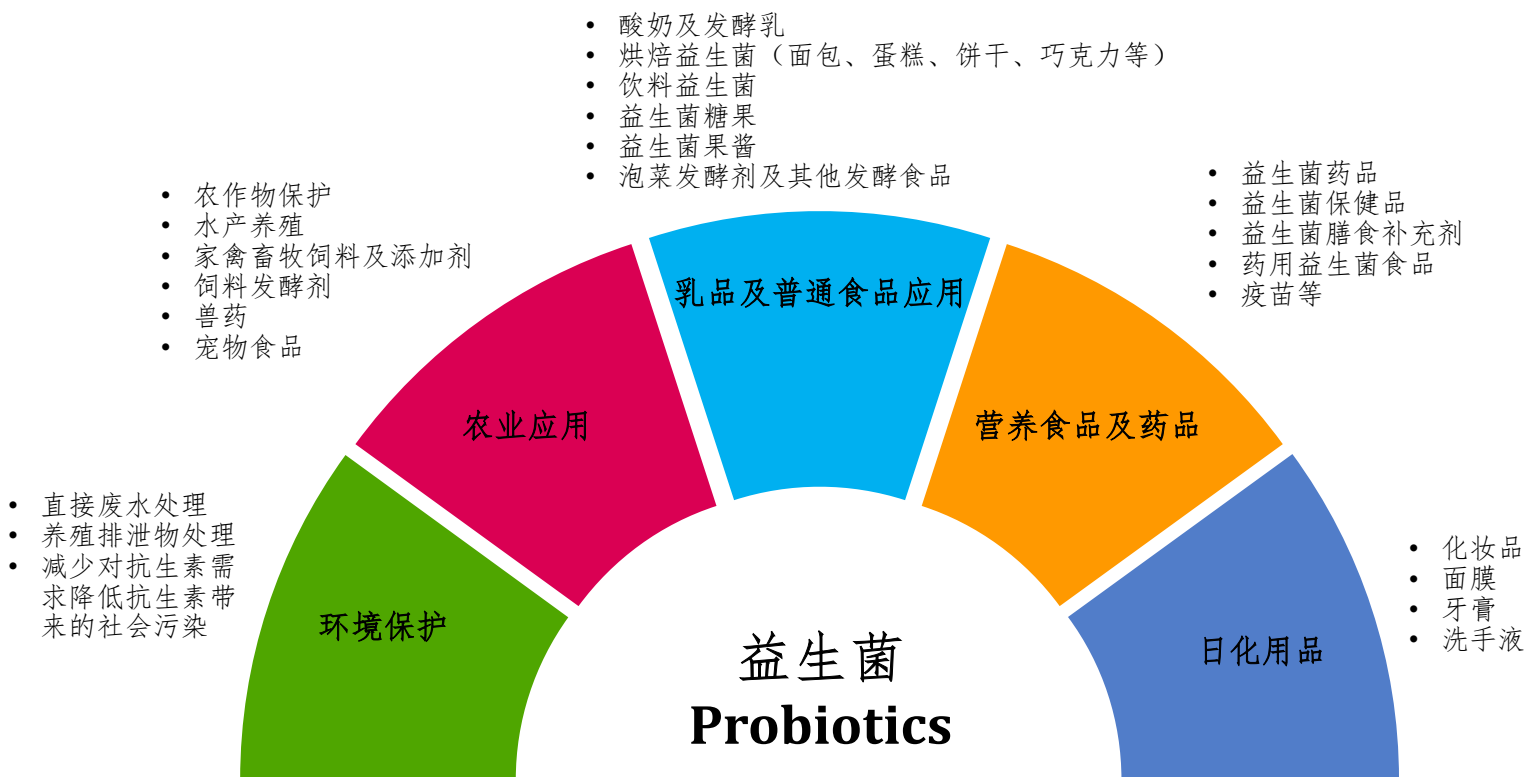 • 酸奶及发酵乳
• 烘焙益生菌（面包、蛋糕、饼干、巧克力等）
• 饮料益生菌
• 益生菌糖果
• 益生菌果酱
• 泡菜发酵剂及其他发酵食品
• 农作物保护
• 水产养殖
• 家禽畜牧饲料及添加剂
• 饲料发酵剂
• 兽药
• 宠物食品
• 益生菌药品
• 益生菌保健品
• 益生菌膳食补充剂
• 药用益生菌食品
• 疫苗等
乳品及普通食品应用
农业应用
营养食品及药品
• 直接废水处理
• 养殖排泄物处理
• 减少对抗生素需
求降低抗生素带
来的社会污染
• 化妆品
• 面膜
• 牙膏
• 洗手液
环境保护
日化用品
益生菌
Probiotics